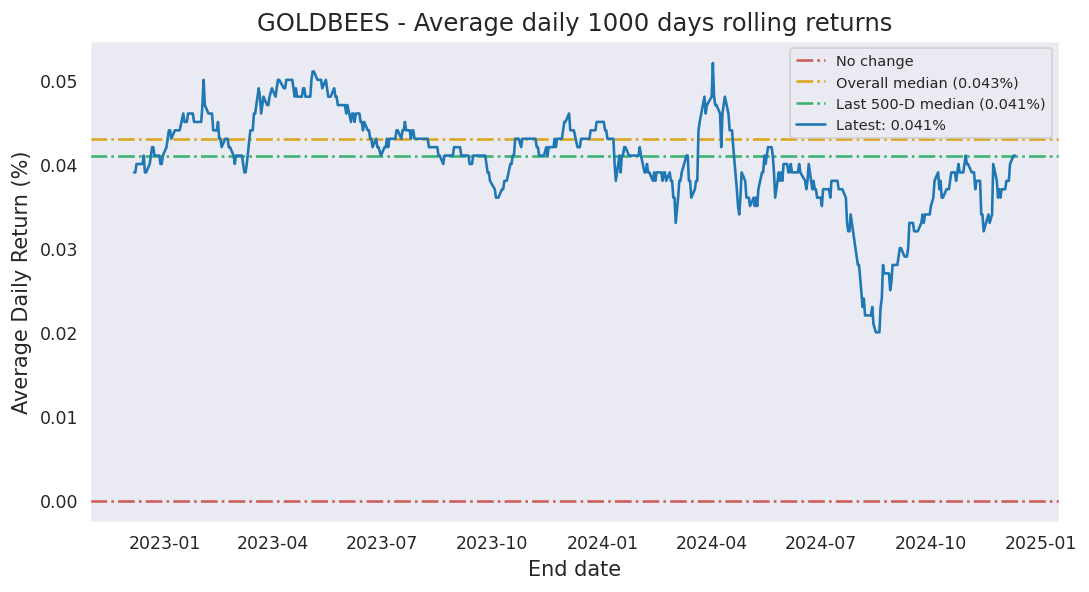 GOLDBEES - Average daily 1000 days rolling returns
No change
Overall median (0.043%)
Last 500-D median (0.041%)
Latest: 0.041%
Average Daily Return (%)
0.05
0.04
0.03
0.02
0.01
0.00
2023-01 2023-04 2023-07 2023-10 2024-01 2024-04 2024-07 2024-10 2025-01
End date